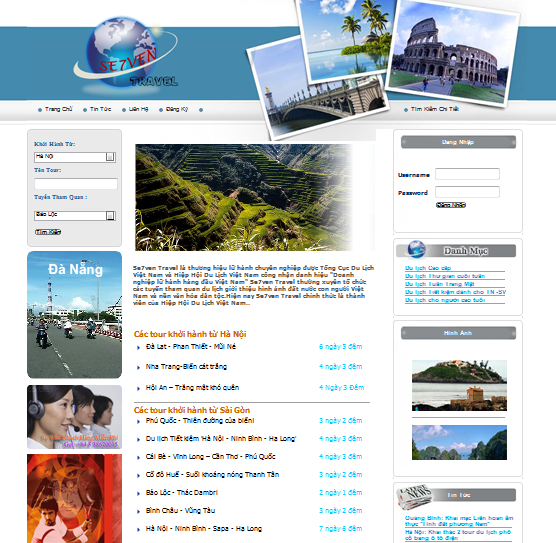 SE7VEN
TRAVEL
Trang Chủ
Tin Tức
Liên Hệ
Đăng Ký
Tìm Kiếm Chi Tiết
Khởi Hành Từ:
Hà Nội
Tên Tour:
Tuyến Tham Quan :
Bảo Lộc
Tìm Kiếm
Đà Nẵng
Se7ven Travel là thương hiệu lữ hành chuyên nghiệp được Tổng Cục Du Lịch
Việt Nam và Hiệp Hội Du Lịch Việt Nam công nhận danh hiệu "Doanh
nghiệp lữ hành hàng đầu Việt Nam" Se7ven Travel thường xuyên tổ chức
các tuyến tham quan du lịch giới thiệu hình ảnh đất nước con người Việt
Nam và nền văn hóa dân tộc.Hiện nay Se7ven Travel chính thức là thành
viên của Hiệp Hội Du Lịch Việt Nam..
Các tour khởi hành từ Hà Nội
Đà Lạt - Phan Thiết - Mũi Né 6 ngày 3 đêm
Nha Trang-Biển cát trắng 4 ngày 3 đêm
Hội An – Trăng mật khó quên 4 Ngày 3 Đêm
Các tour khởi hành từ Sài Gòn
Phú Quốc - Thiên đường của biển! 3 ngày 2 đêm
Du lịch Tiết kiệm 'Hà Nội - Ninh Bình - Ha Long' 4 ngày 3 đêm
Cái Bè - Vĩnh Long – Cần Thơ - Phú Quốc 4 ngày 3 đêm
Cố đô Huế - Suối khoáng nóng Thanh Tân 3 ngày 2 đêm
Bảo Lộc - Thác Dambri 2 ngày 1 đêm
Bình Châu - Vũng Tàu 3 ngày 2 đêm
Hà Nội - Ninh Bình - Sapa - Hạ Long 7 ngày 6 đêm
Đăng Nhập
Username
Password
Đăng Nhập
Danh Mục
Du lịch Cao cấp
Du lịch Thư giãn cuối tuần
Du lịch Tuần Trăng Mật
Du lịch Tiết kiệm dành cho TN -SV
Du lịch cho người cao tuổi
Hình Ảnh
LATEST
NEWS
Tin Tức
Quảng Bình: Khai mạc Liên hoan ẩm
thực "Tinh đất phương Nam"
Hà Nội: Khai thác 2 tour du lịch phố
cổ bằng ô tô điện